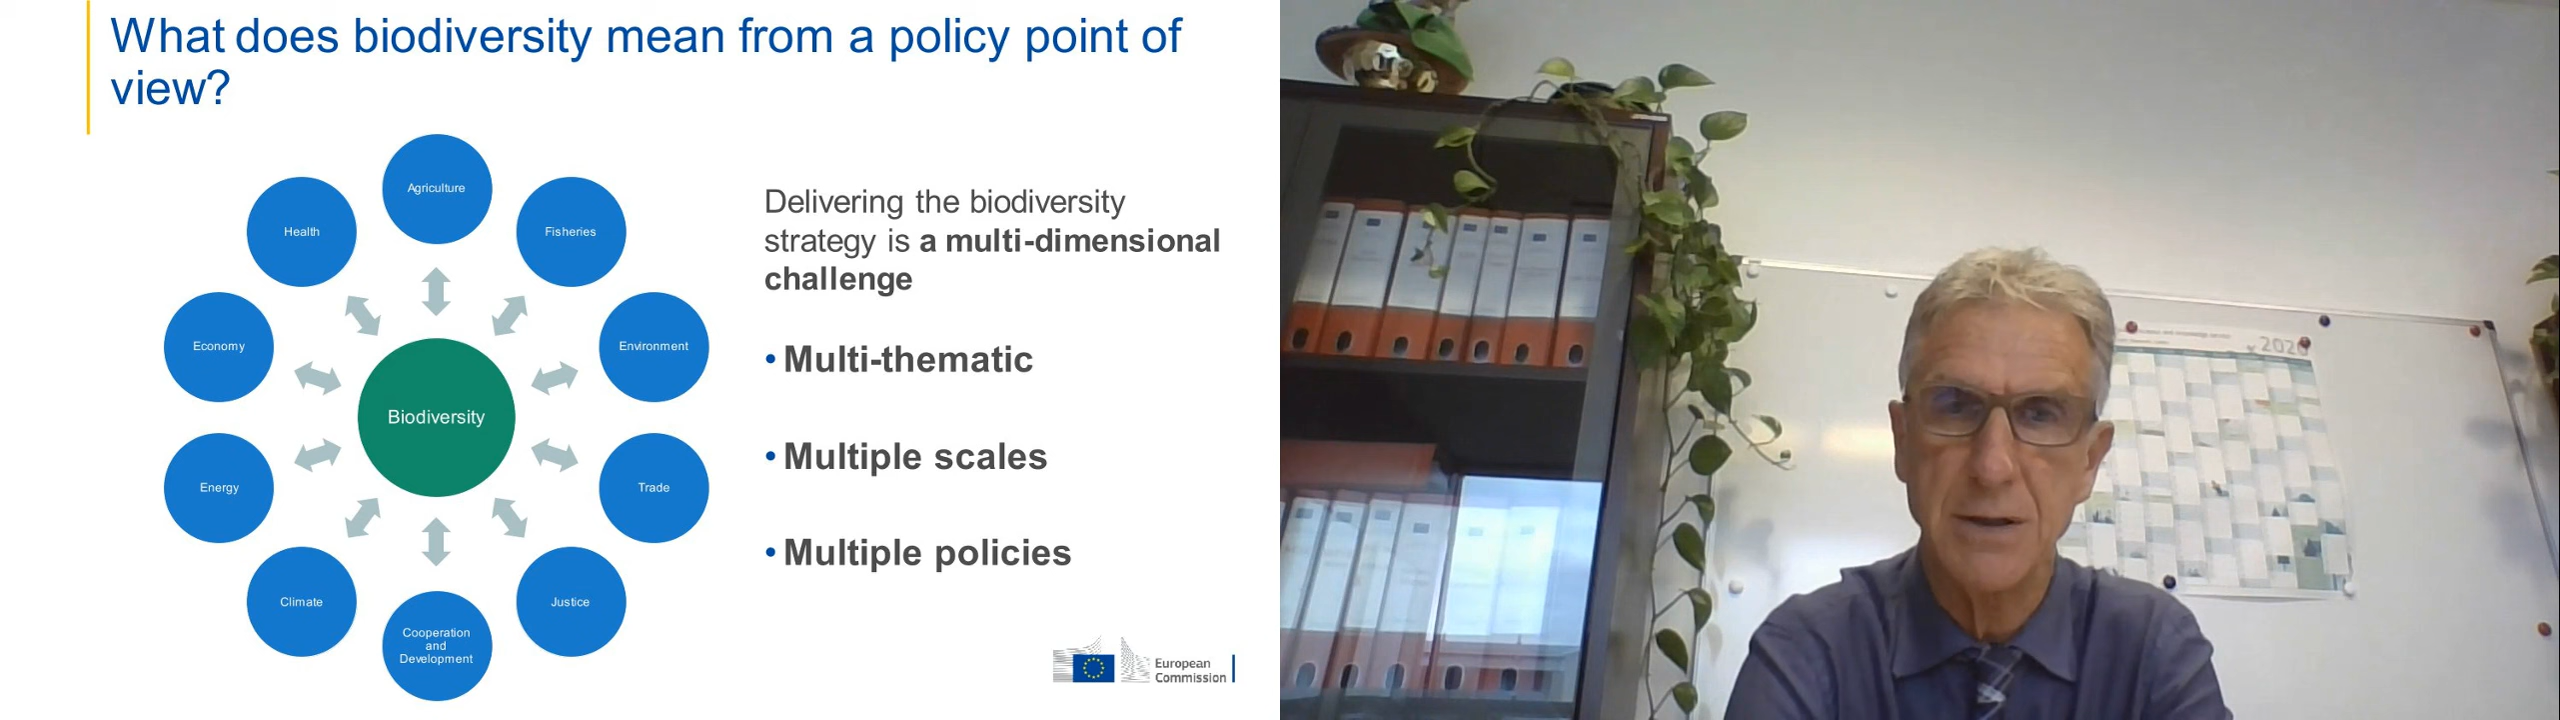 What does biodiversity mean from a policy point of
view?
Agriculture
Fisheries
Environment
Trade
Justice
Cooperation
and
Development
Climate
Energy
Economy
Health
Biodiversity
Delivering the biodiversity
strategy is a multi-dimensional
challenge
• Multi-thematic
• Multiple scales
• Multiple policies
European
Commission
2020